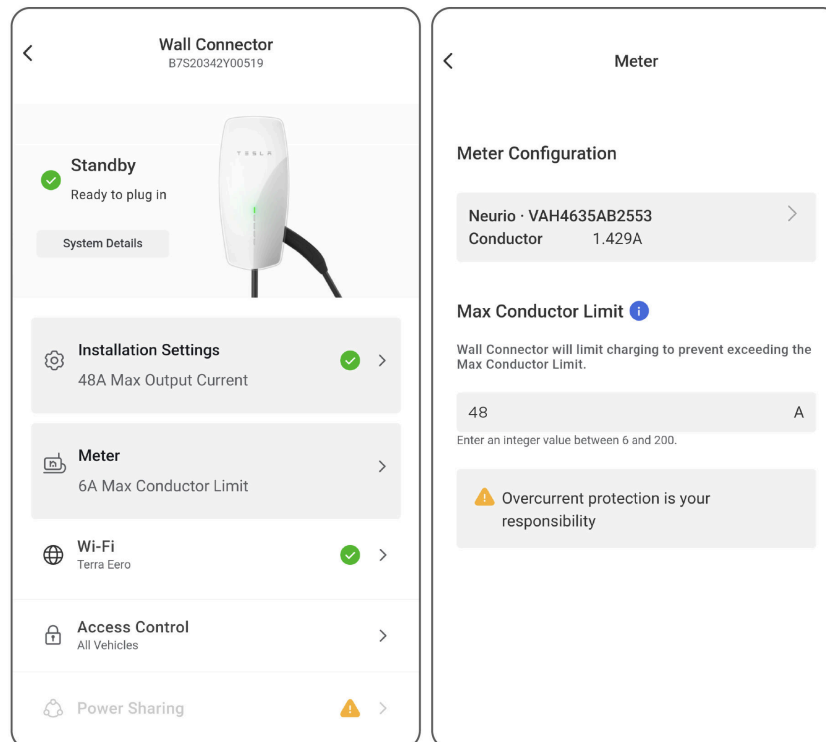 Wall Connector
B7S20342Y00519
Standby
Ready to plug in
System Details
TESLA
Installation Settings
48A Max Output Current
Meter
6A Max Conductor Limit
Wi-Fi
Terra Eero
Access Control
All Vehicles
Power Sharing
Meter
Meter Configuration
Neurio · VAH4635AB2553
Conductor 1.429A
Max Conductor Limit
Wall Connector will limit charging to prevent exceeding the
Max Conductor Limit.
48 A
Enter an integer value between 6 and 200.
Overcurrent protection is your
responsibility